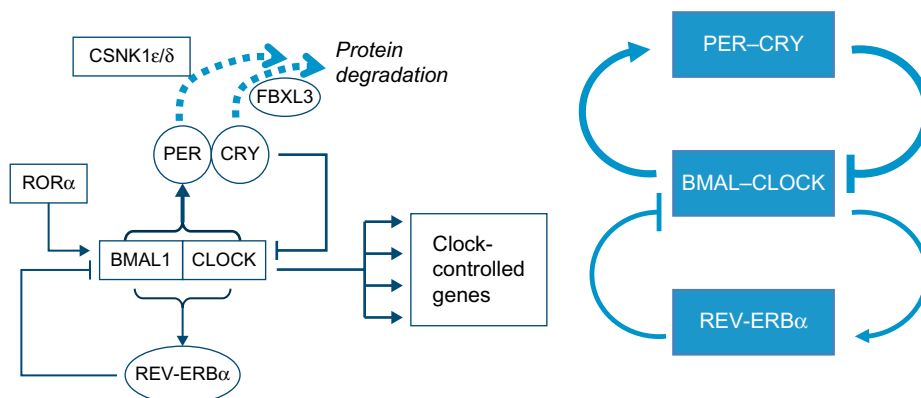 CSNK1ε/δ
Protein
degradation
FBXL3
PER
CRY
RORα
BMAL1
CLOCK
Clock-
controlled
genes
REV-ERBα
PER–CRY
BMAL–CLOCK
REV-ERBα